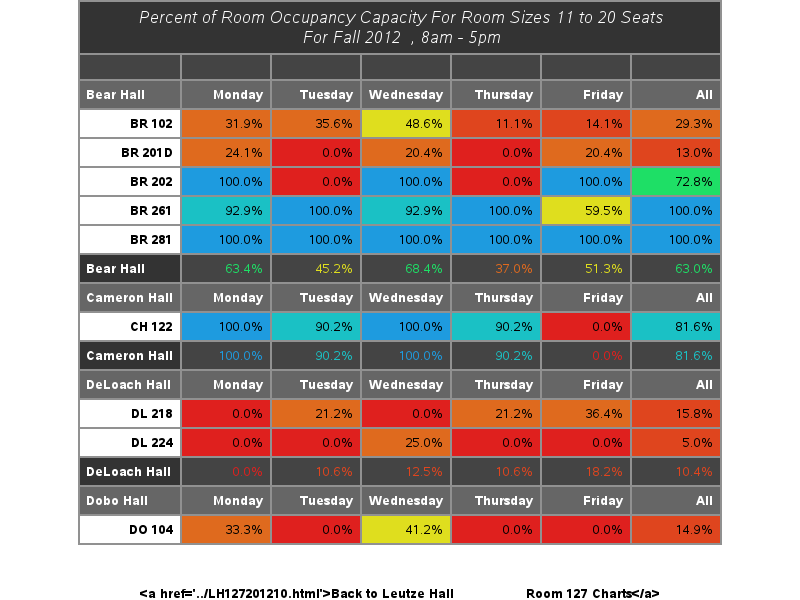 Percent of Room Occupancy Capacity For Room Sizes 11 to 20 Seats
For Fall 2012 , 8am - 5pm
Bear Hall Monday Tuesday Wednesday Thursday Friday All
BR 102 31.9% 35.6% 48.6% 11.1% 14.1% 29.3%
BR 201D 24.1% 0.0% 20.4% 0.0% 20.4% 13.0%
BR 202 100.0% 0.0% 100.0% 0.0% 100.0% 72.8%
BR 261 92.9% 100.0% 92.9% 100.0% 59.5% 100.0%
BR 281 100.0% 100.0% 100.0% 100.0% 100.0% 100.0%
Bear Hall 63.4% 45.2% 68.4% 37.0% 51.3% 63.0%
Cameron Hall Monday Tuesday Wednesday Thursday Friday All
CH 122 100.0% 90.2% 100.0% 90.2% 0.0% 81.6%
Cameron Hall 100.0% 90.2% 100.0% 90.2% 0.0% 81.6%
DeLoach Hall Monday Tuesday Wednesday Thursday Friday All
DL 218 0.0% 21.2% 0.0% 21.2% 36.4% 15.8%
DL 224 0.0% 0.0% 25.0% 0.0% 0.0% 5.0%
DeLoach Hall 0.0% 10.6% 12.5% 10.6% 18.2% 10.4%
Dobo Hall Monday Tuesday Wednesday Thursday Friday All
DO 104 33.3% 0.0% 41.2% 0.0% 0.0% 14.9%
<a href='../LH127201210.html'>Back to Leutze Hall Room 127 Charts</a>